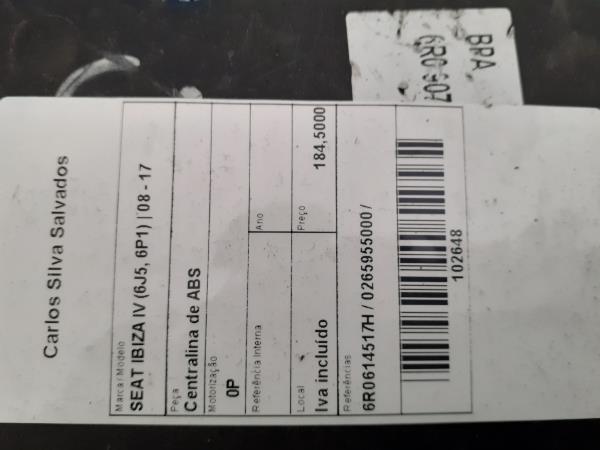 BRA
6R0 907
Carlos Silva Salvados
Marca / Modelo
SEAT IBIZA IV (6J5, 6P1) | 08 - 17
Peça
Centralina de ABS
Motorização
0P
Referência Interna
Ano
Local
Iva incluído
Preço
184,5000
Referências
6R0614517H / 0265955000 /
102648